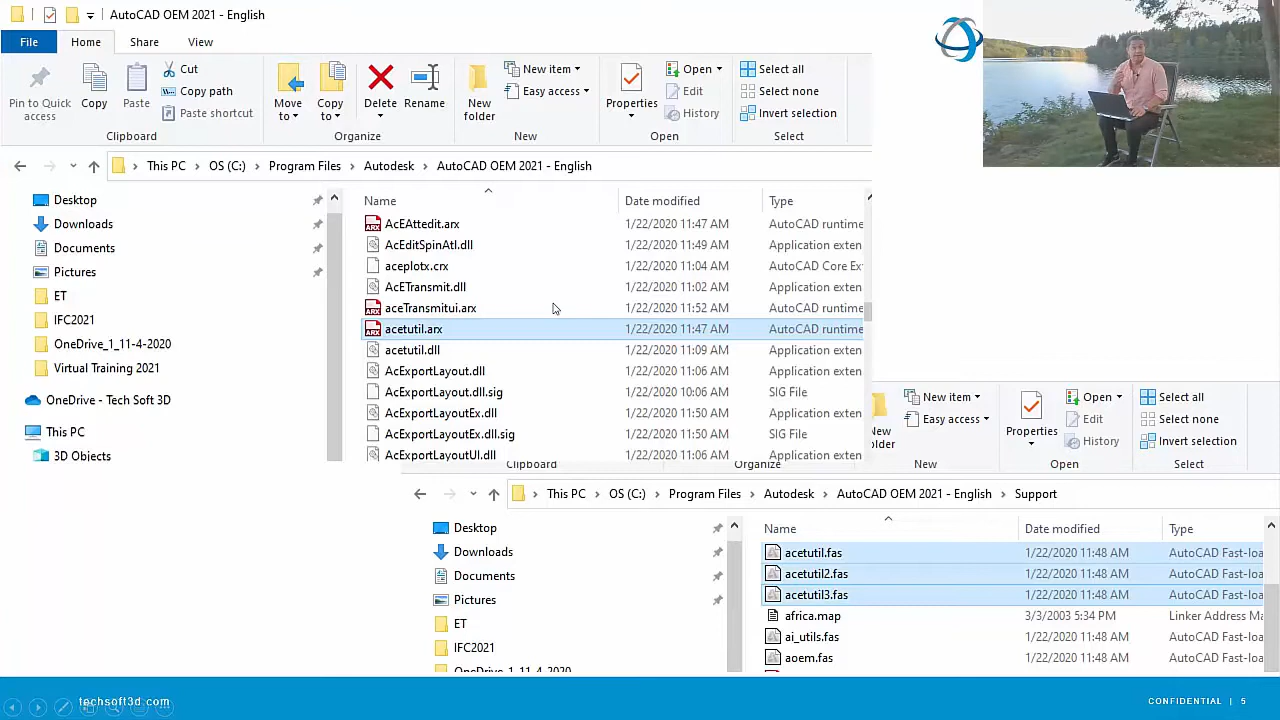 AutoCAD OEM 2021 - English
File Home Share View
Pin to Quick access
Copy
Paste
Cut
Copy path
Paste shortcut
Clipboard
Move to
Copy to
Delete
Rename
Organize
New folder
New item
Easy access
New
Properties
Open
Edit
History
Open
Select all
Select none
Invert selection
Select
This PC > OS (C:) > Program Files > Autodesk > AutoCAD OEM 2021 - English
Desktop
Downloads
Documents
Pictures
ET
IFC2021
OneDrive_1_11-4-2020
Virtual Training 2021
OneDrive - Tech Soft 3D
This PC
3D Objects
Name Date modified Type
AcEAttedit.arx 1/22/2020 11:47 AM AutoCAD runtime
AcEditSpinAtl.dll 1/22/2020 11:49 AM Application exten
aceplotx.crx 1/22/2020 11:04 AM AutoCAD Core Ex
AcETransmit.dll 1/22/2020 11:02 AM Application exten
aceTransmitui.arx 1/22/2020 11:52 AM AutoCAD runtime
acetutil.arx 1/22/2020 11:47 AM AutoCAD runtime
acetutil.dll 1/22/2020 11:09 AM Application exten
AcExportLayout.dll 1/22/2020 11:06 AM Application exten
AcExportLayout.dll.sig 1/22/2020 10:06 AM SIG File
AcExportLayoutEx.dll 1/22/2020 11:50 AM Application exten
AcExportLayoutEx.dll.sig 1/22/2020 11:50 AM SIG File
AcExportLayoutUI.dll 1/22/2020 11:06 AM Application exten
New item
Easy access
Properties
Open
Edit
History
Select all
Select none
Invert selection
Clipboard Organize New Open Select
This PC > OS (C:) > Program Files > Autodesk > AutoCAD OEM 2021 - English > Support
Desktop
Downloads
Documents
Pictures
ET
IFC2021
OneDrive_1_11-4-2020
Name Date modified Type
acetutil.fas 1/22/2020 11:48 AM AutoCAD Fast-loa
acetutil2.fas 1/22/2020 11:48 AM AutoCAD Fast-loa
acetutil3.fas 1/22/2020 11:48 AM AutoCAD Fast-loa
africa.map 3/3/2003 5:34 PM Linker Address Ma
ai_utils.fas 1/22/2020 11:48 AM AutoCAD Fast-loa
aoem.fas 1/22/2020 11:48 AM AutoCAD Fast-loa
techsoft3d.com
CONFIDENTIAL | 5